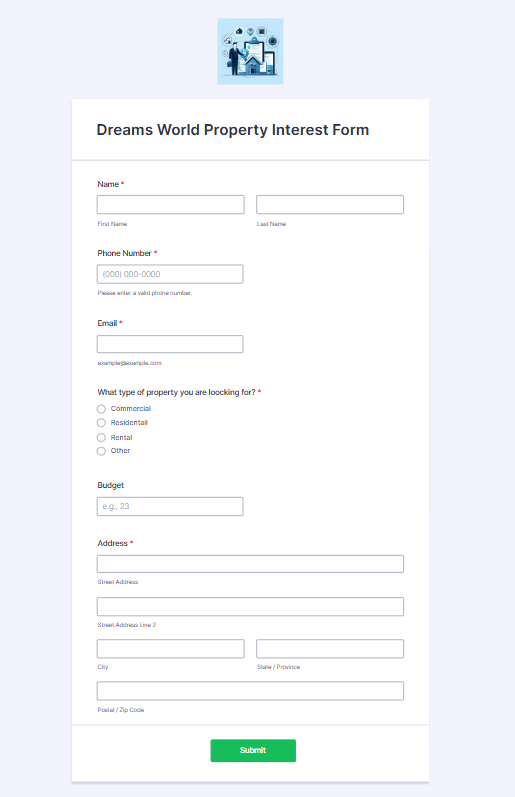 Dreams World Property Interest Form
Name *
First Name Last Name
Phone Number *
(000) 000-0000
Please enter a valid phone number.
Email *
example@example.com
What type of property you are loocking for? *
Commercial
Residentail
Rental
Other
Budget
e.g., 23
Address *
Street Address
Street Address Line 2
City State / Province
Postal / Zip Code
Submit